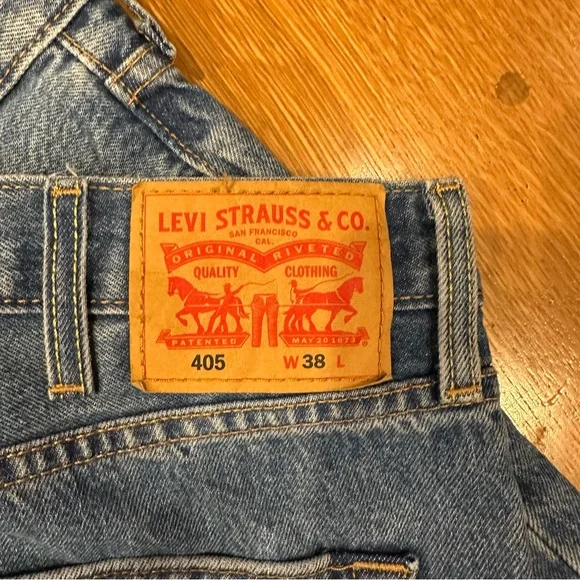 LEVI STRAUSS & CO.
SAN FRANCISCO
CAL.
ORIGINAL RIVETED
QUALITY CLOTHING
PATENTED MAY 20 1873 ®
405 W 38 L